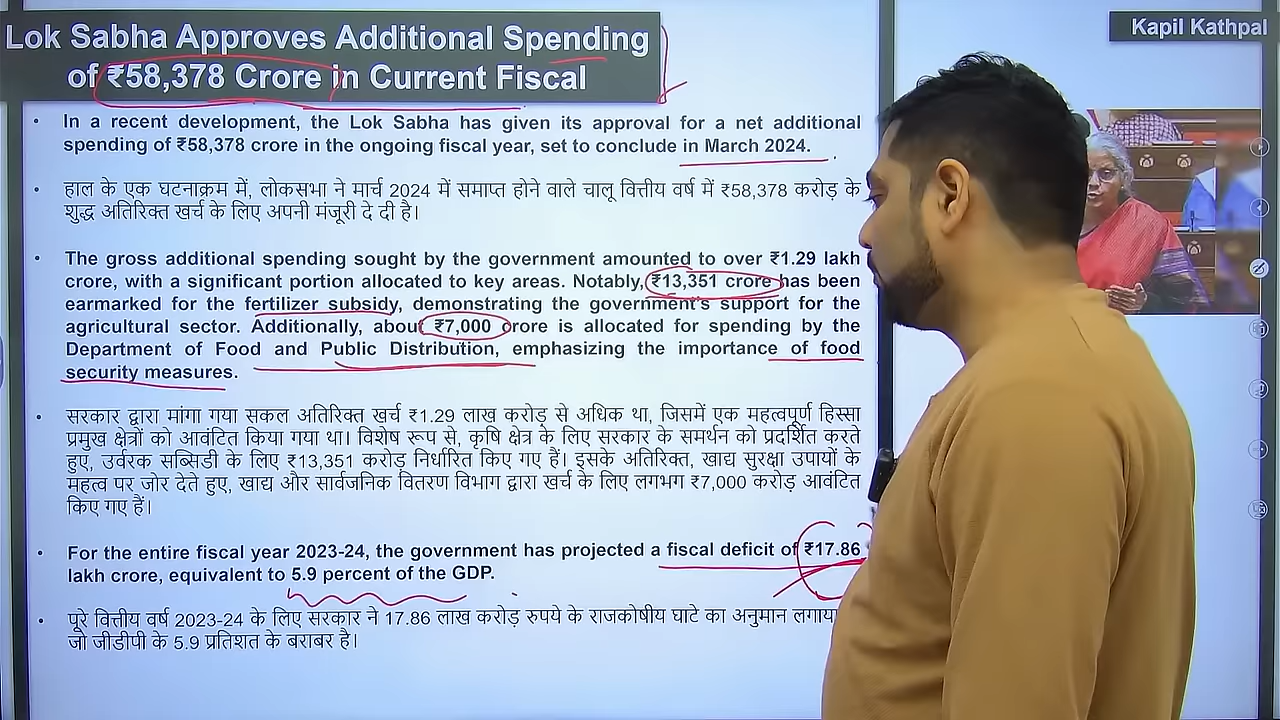 Lok Sabha Approves Additional Spending
of ₹58,378 Crore in Current Fiscal
Kapil Kathpal
• In a recent development, the Lok Sabha has given its approval for a net additional
spending of ₹58,378 crore in the ongoing fiscal year, set to conclude in March 2024.
• हाल के एक घटनाक्रम में, लोकसभा ने मार्च 2024 में समाप्त होने वाले चालू वित्तीय वर्ष में ₹58,378 करोड़ के
शुद्ध अतिरिक्त खर्च के लिए अपनी मंजूरी दे दी है।
• The gross additional spending sought by the government amounted to over ₹1.29 lakh
crore, with a significant portion allocated to key areas. Notably, ₹13,351 crore has been
earmarked for the fertilizer subsidy, demonstrating the government's support for the
agricultural sector. Additionally, about ₹7,000 crore is allocated for spending by the
Department of Food and Public Distribution, emphasizing the importance of food
security measures.
• सरकार द्वारा मांगा गया सकल अतिरिक्त खर्च ₹1.29 लाख करोड़ से अधिक था, जिसमें एक महत्वपूर्ण हिस्सा
प्रमुख क्षेत्रों को आवंटित किया गया था। विशेष रूप से, कृषि क्षेत्र के लिए सरकार के समर्थन को प्रदर्शित करते
हुए, उर्वरक सब्सिडी के लिए ₹13,351 करोड़ निर्धारित किए गए हैं। इसके अतिरिक्त, खाद्य सुरक्षा उपायों के
महत्व पर जोर देते हुए, खाद्य और सार्वजनिक वितरण विभाग द्वारा खर्च के लिए लगभग ₹7,000 करोड़ आवंटित
किए गए हैं।
• For the entire fiscal year 2023-24, the government has projected a fiscal deficit of ₹17.86
lakh crore, equivalent to 5.9 percent of the GDP.
• पूरे वित्तीय वर्ष 2023-24 के लिए सरकार ने 17.86 लाख करोड़ रुपये के राजकोषीय घाटे का अनुमान
जो जीडीपी के 5.9 प्रतिशत के बराबर है।